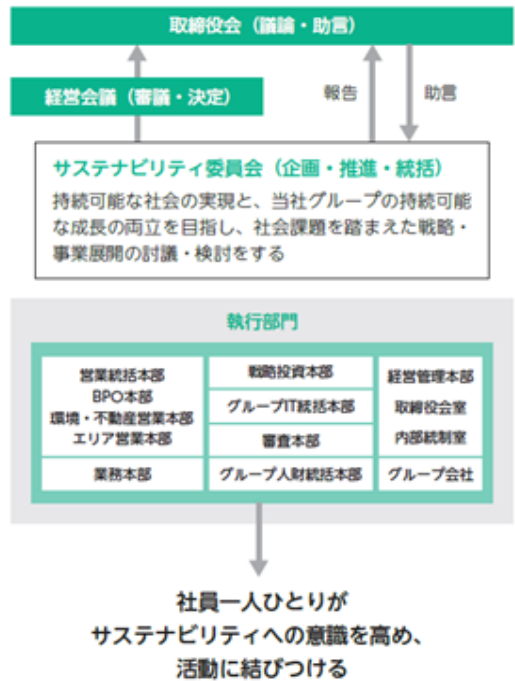 取締役会（議論・助言）
経営会議（審議・決定）
報告
助言
サステナビリティ委員会（企画・推進・統括）
持続可能な社会の実現と、当社グループの持続可能
な成長の両立を目指し、社会課題を踏まえた戦略・
事業展開の討議・検討をする
執行部門
営業統括本部
BPO本部
環境・不動産営業本部
エリア営業本部
業務本部
戦略投資本部
グループIT統括本部
審査本部
グループ人財統括本部
経営管理本部
取締役会室
内部統制室
グループ会社
社員一人ひとりが
サステナビリティへの意識を高め、
活動に結びつける